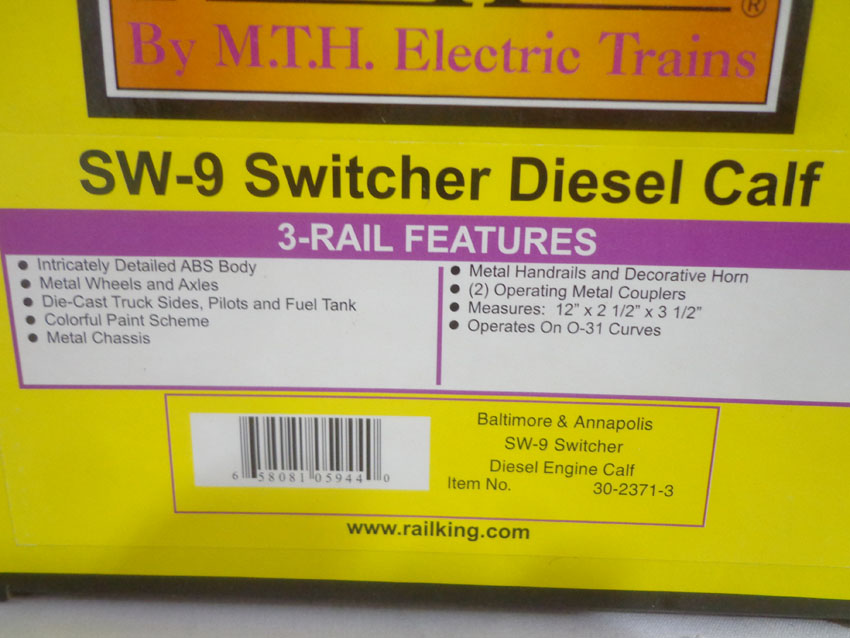 ®
By M.T.H. Electric Trains
SW-9 Switcher Diesel Calf
3-RAIL FEATURES
• Intricately Detailed ABS Body
• Metal Wheels and Axles
• Die-Cast Truck Sides, Pilots and Fuel Tank
• Colorful Paint Scheme
• Metal Chassis
• Metal Handrails and Decorative Horn
• (2) Operating Metal Couplers
• Measures: 12” x 2 1/2” x 3 1/2”
• Operates On O-31 Curves
6 58081 05944 0
Baltimore & Annapolis
SW-9 Switcher
Diesel Engine Calf
Item No. 30-2371-3
www.railking.com